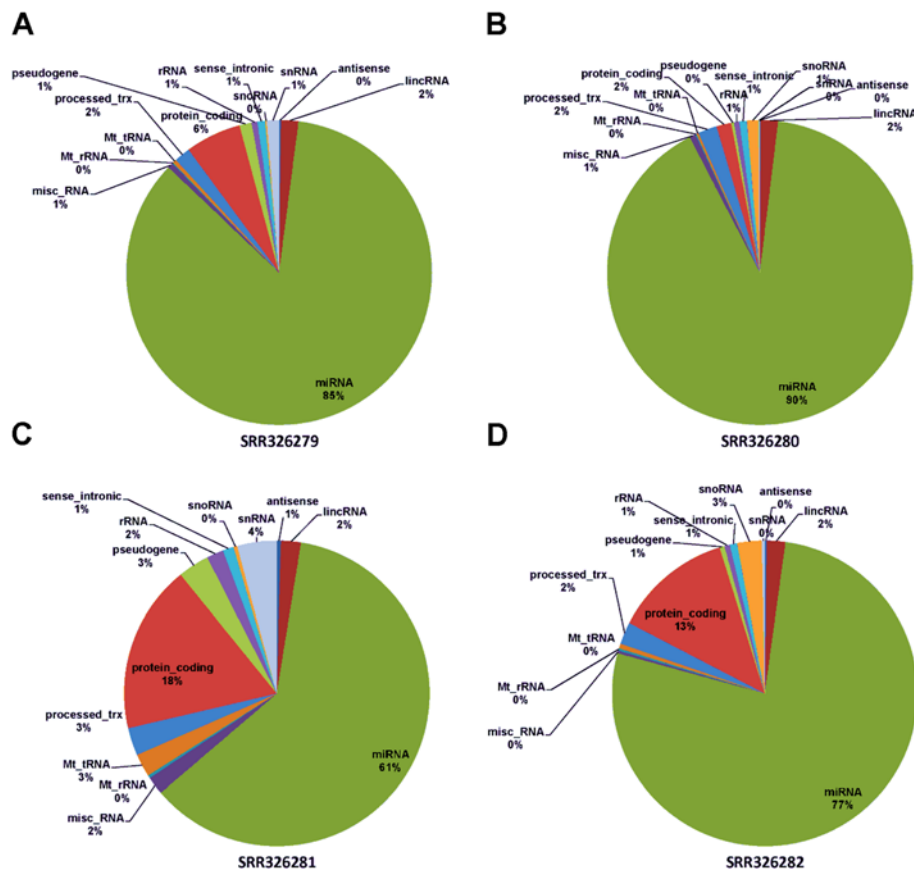 A
pseudogene
1%
rRNA
1%
sense_intronic
1%
snoRNA
0%
snRNA
1%
antisense
0%
lincRNA
2%
processed_trx
2%
protein_coding
6%
Mt_tRNA
0%
Mt_rRNA
0%
misc_RNA
1%
miRNA
85%
SRR326279
B
protein_coding
2%
pseudogene
0%
sense_intronic
1%
snoRNA
1%
snRNA
0%
antisense
0%
lincRNA
2%
processed_trx
2%
Mt_tRNA
0%
rRNA
1%
Mt_rRNA
0%
misc_RNA
1%
miRNA
90%
SRR326280
C
sense_intronic
1%
snoRNA
0%
snRNA
4%
antisense
1%
lincRNA
2%
rRNA
2%
pseudogene
3%
protein_coding
18%
processed_trx
3%
Mt_tRNA
3%
Mt_rRNA
0%
misc_RNA
2%
miRNA
61%
SRR326281
D
rRNA
1%
snoRNA
3%
antisense
0%
sense_intronic
1%
snRNA
0%
lincRNA
2%
pseudogene
1%
processed_trx
2%
protein_coding
13%
Mt_tRNA
0%
Mt_rRNA
0%
misc_RNA
0%
miRNA
77%
SRR326282